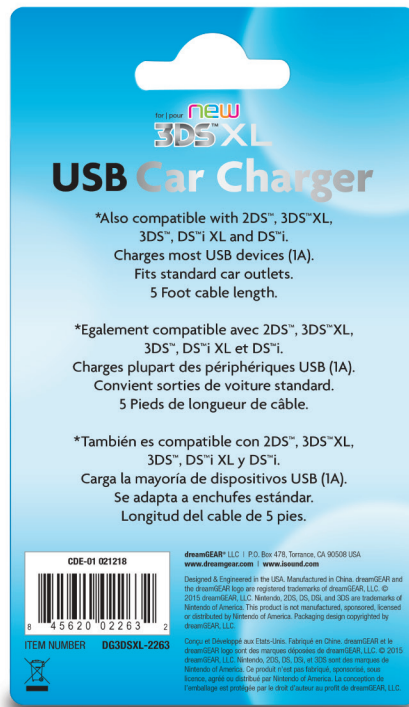 for | pour new
3DS™ XL
USB Car Charger
*Also compatible with 2DS™, 3DS™XL,
3DS™, DS™i XL and DS™i.
Charges most USB devices (1A).
Fits standard car outlets.
5 Foot cable length.
*Egalement compatible avec 2DS™, 3DS™XL,
3DS™, DS™i XL et DS™i.
Charges plupart des périphériques USB (1A).
Convient sorties de voiture standard.
5 Pieds de longueur de câble.
*También es compatible con 2DS™, 3DS™XL,
3DS™, DS™i XL y DS™i.
Carga la mayoría de dispositivos USB (1A).
Se adapta a enchufes estándar.
Longitud del cable de 5 pies.
CDE-01 021218
8 45620 02263 2
ITEM NUMBER DG3DSXL-2263
dreamGEAR® LLC | P.O. Box 478, Torrance, CA 90508 USA
www.dreamgear.com | www.isound.com
Designed & Engineered in the USA. Manufactured in China. dreamGEAR and
the dreamGEAR logo are registered trademarks of dreamGEAR, LLC. ©
2015 dreamGEAR, LLC. Nintendo, 2DS, DS, DSi, and 3DS are trademarks of
Nintendo of America. This product is not manufactured, sponsored, licensed
or distributed by Nintendo of America. Packaging design copyrighted by
dreamGEAR, LLC.
Conçu et Développé aux Etats-Unis. Fabriqué en Chine. dreamGEAR et le
dreamGEAR logo sont des marques déposées de dreamGEAR, LLC. © 2015
dreamGEAR, LLC. Nintendo, 2DS, DS, DSi, et 3DS sont des marques de
Nintendo of America. Ce produit n'est pas fabriqué, sponsorisé, sous
licence, agréé ou distribué par Nintendo of America. La conception de
l'emballage est protégée par le droit d'auteur au profit de dreamGEAR, LLC.